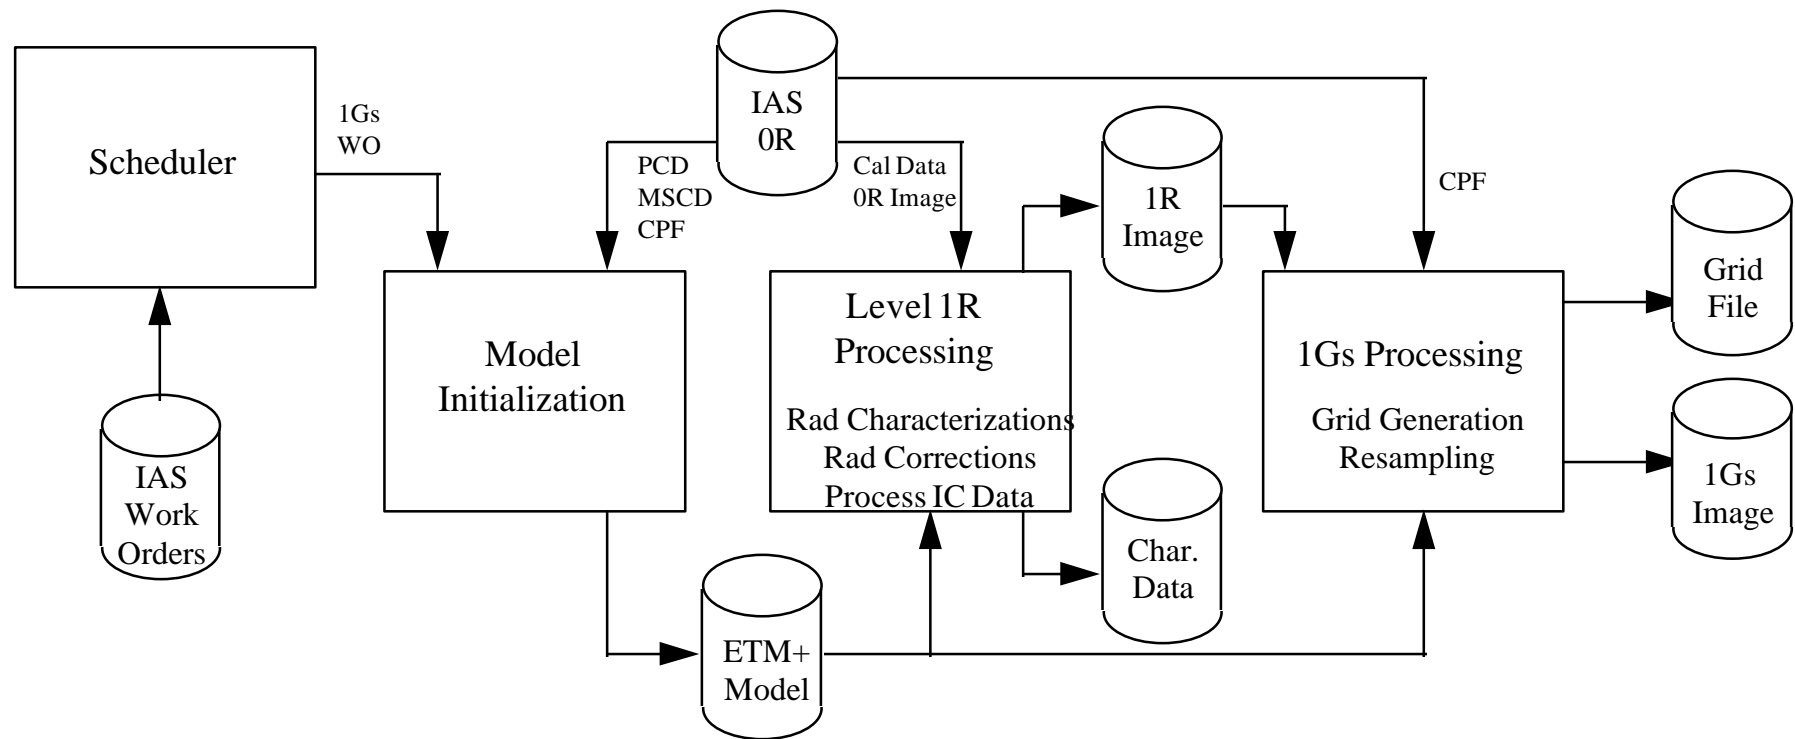 Scheduler
1Gs
WO
IAS
Work
Orders
IAS
0R
PCD
MSCD
CPF
Cal Data
0R Image
Model
Initialization
ETM+
Model
Level 1R
Processing
Rad Characterizations
Rad Corrections
Process IC Data
1R
Image
Char.
Data
CPF
1Gs Processing
Grid Generation
Resampling
Grid
File
1Gs
Image